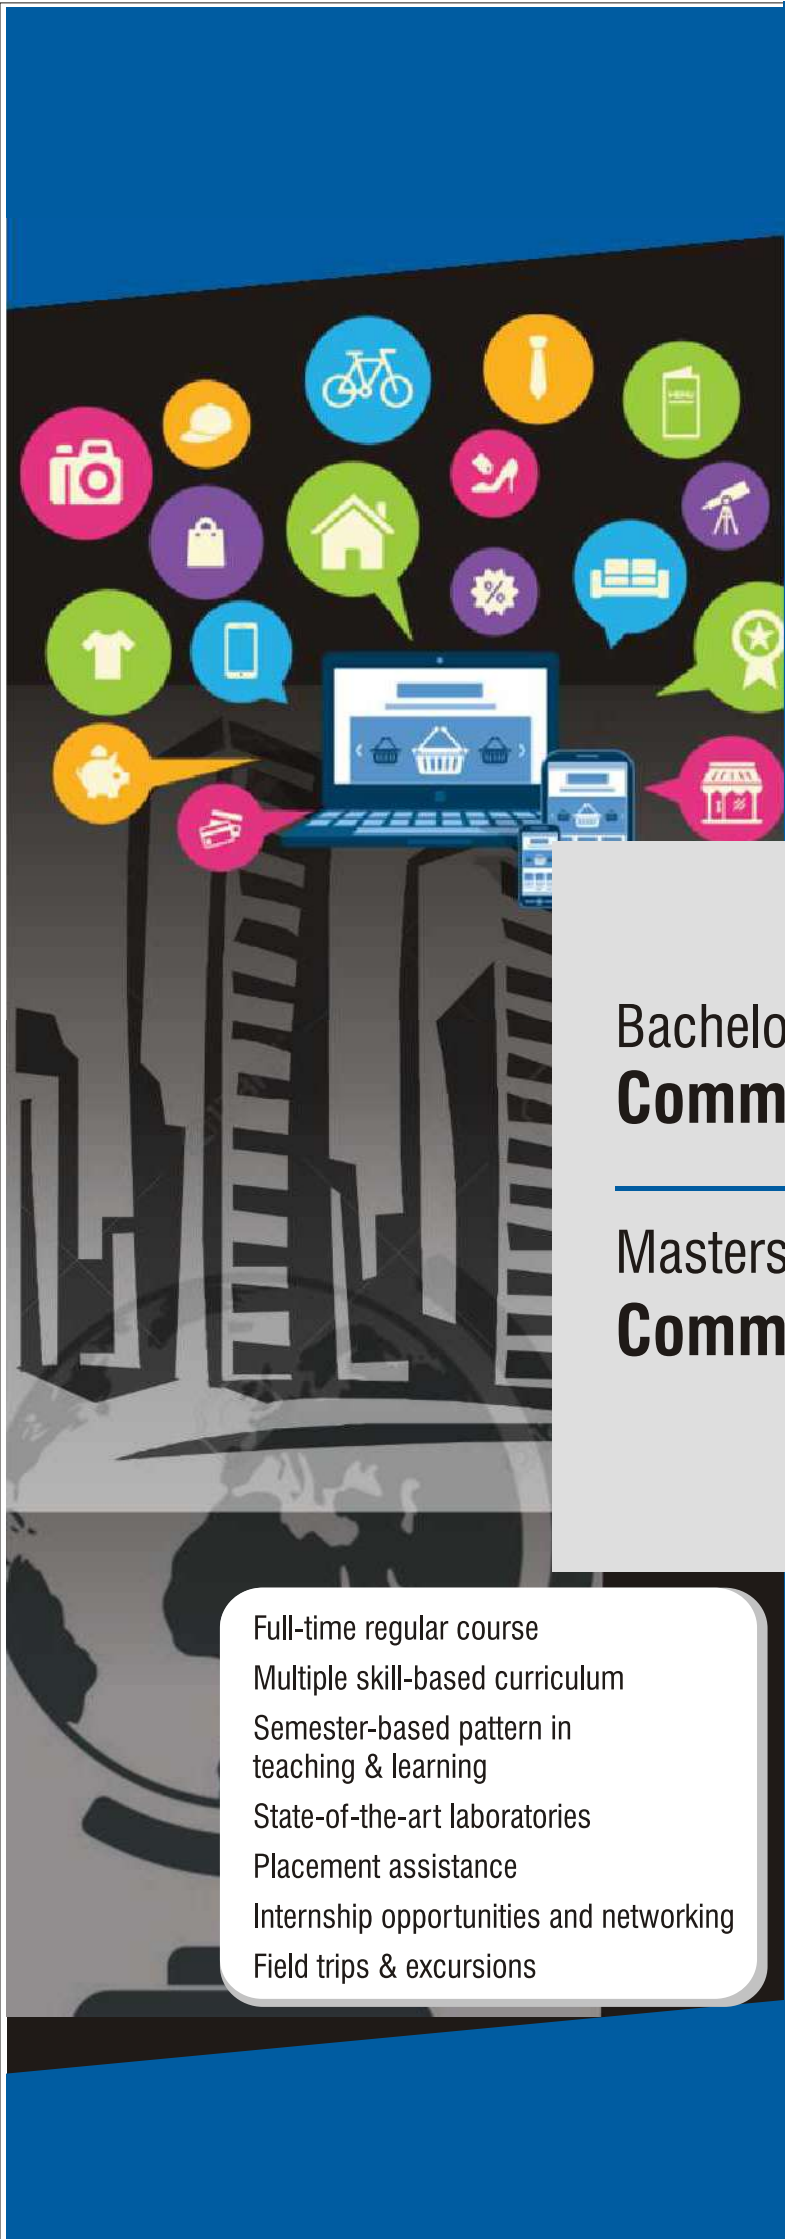 MENU
%
Bachelo
Comm
Masters
Comm
Full-time regular course
Multiple skill-based curriculum
Semester-based pattern in
teaching & learning
State-of-the-art laboratories
Placement assistance
Internship opportunities and networking
Field trips & excursions